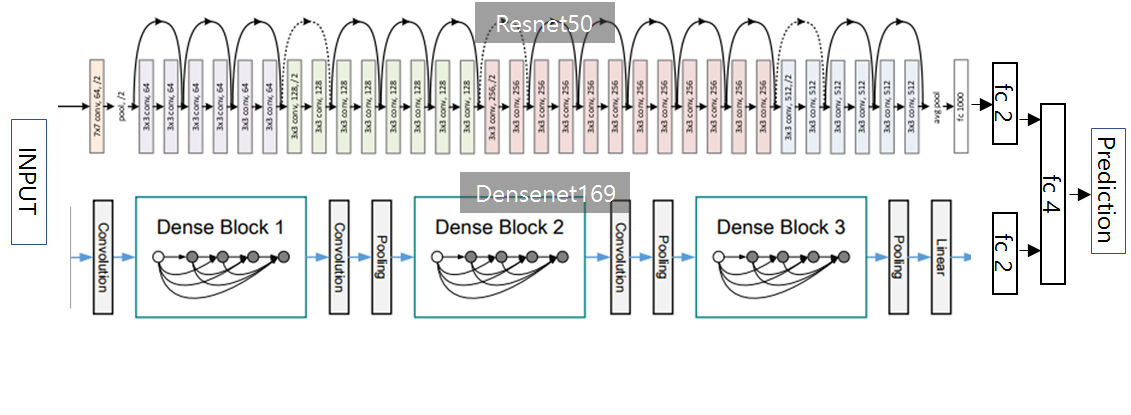 Resnet50
INPUT
7x7 conv, 64, /2
pool, /2
3x3 conv, 64
3x3 conv, 64
3x3 conv, 64
3x3 conv, 64
3x3 conv, 64
3x3 conv, 64
3x3 conv, 128, /2
3x3 conv, 128
3x3 conv, 128
3x3 conv, 128
3x3 conv, 128
3x3 conv, 128
3x3 conv, 128
3x3 conv, 128
3x3 conv, 256, /2
3x3 conv, 256
3x3 conv, 256
3x3 conv, 256
3x3 conv, 256
3x3 conv, 256
3x3 conv, 256
3x3 conv, 256
3x3 conv, 256
3x3 conv, 256
3x3 conv, 256
3x3 conv, 256
3x3 conv, 512, /2
3x3 conv, 512
3x3 conv, 512
3x3 conv, 512
3x3 conv, 512
3x3 conv, 512
avg pool
fc 1000
fc 2
Densenet169
Convolution
Dense Block 1
Convolution
Pooling
Dense Block 2
Convolution
Pooling
Dense Block 3
Pooling
Linear
fc 2
fc 4
Prediction